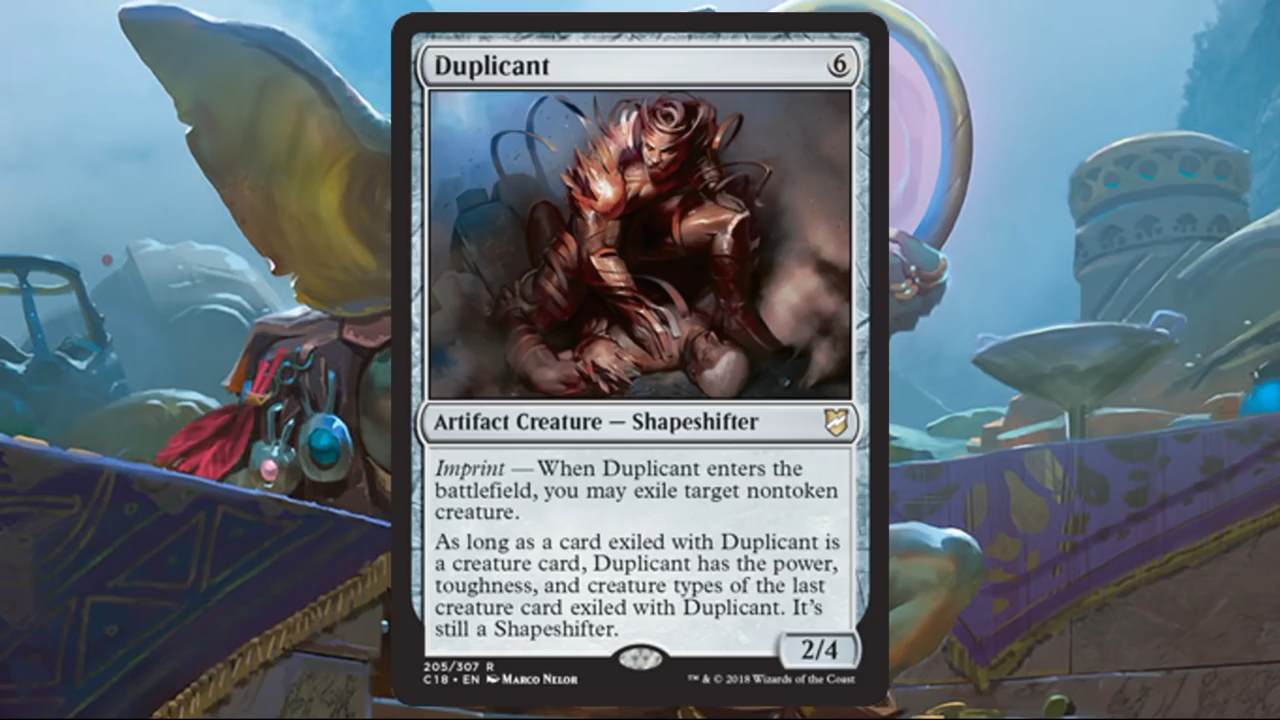 Duplicant 6
Artifact Creature — Shapeshifter
Imprint — When Duplicant enters the
battlefield, you may exile target nontoken
creature.
As long as a card exiled with Duplicant is
a creature card, Duplicant has the power,
toughness, and creature types of the last
creature card exiled with Duplicant. It's
still a Shapeshifter.
2/4
205/307 R
C18 • EN Marco Nelor
™ & © 2018 Wizards of the Coast